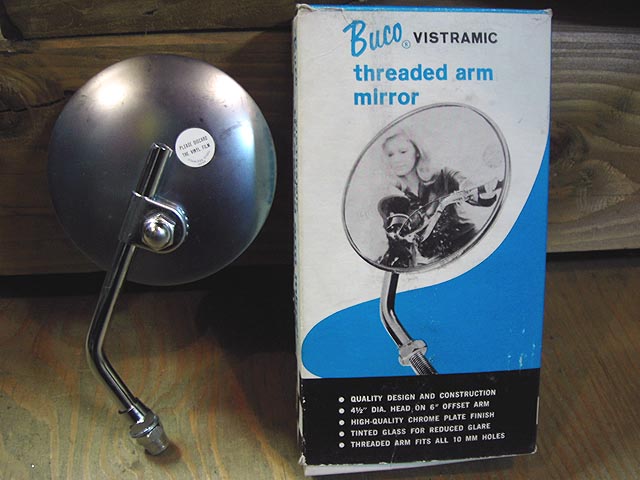 Buco® VISTRAMIC
threaded arm
mirror
PLEASE DISCARD
THE VINYL FILM
• QUALITY DESIGN AND CONSTRUCTION
• 4½" DIA. HEAD, ON 6" OFFSET ARM
• HIGH-QUALITY CHROME PLATE FINISH
• TINTED GLASS FOR REDUCED GLARE
• THREADED ARM FITS ALL 10 MM HOLES